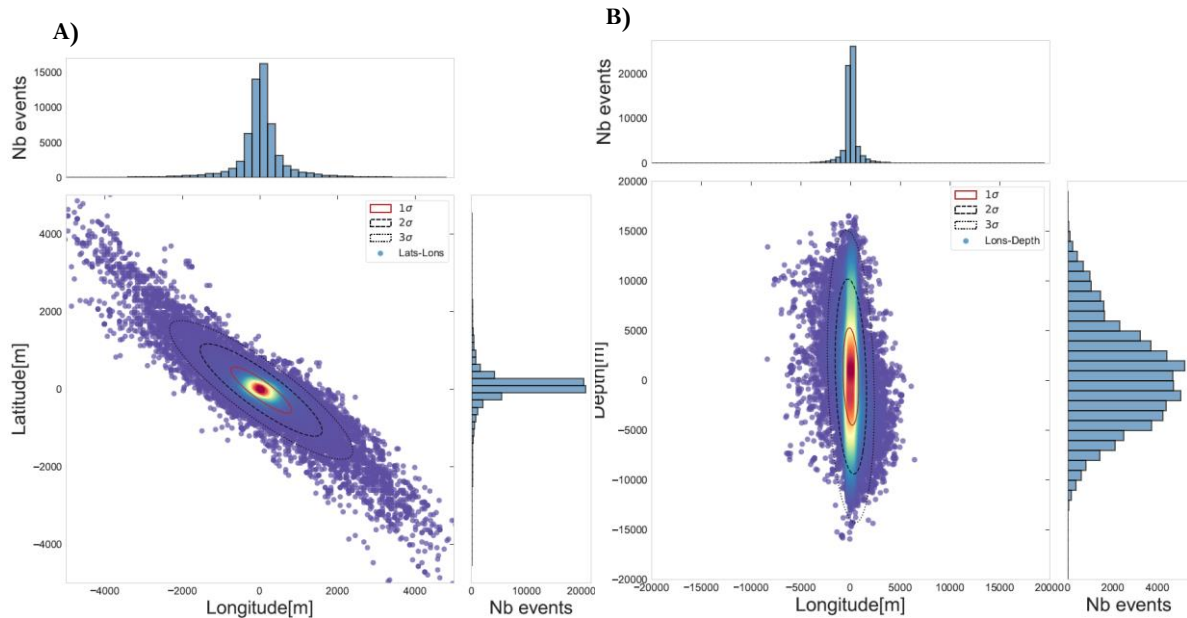 A)
B)
15000
10000
5000
0
Nb events
20000
10000
0
Nb events
4000
2000
0
−2000
−4000
Latitude[m]
1σ
2σ
3σ
Lats-Lons
−4000 −2000 0 2000 4000
Longitude[m]
0 10000 20000
Nb events
20000
15000
10000
5000
0
−5000
−10000
−15000
−20000
Depth[m]
1σ
2σ
3σ
Lons-Depth
−20000 −15000 −10000 −5000 0 5000 10000 15000 20000
Longitude[m]
0 2000 4000
Nb events